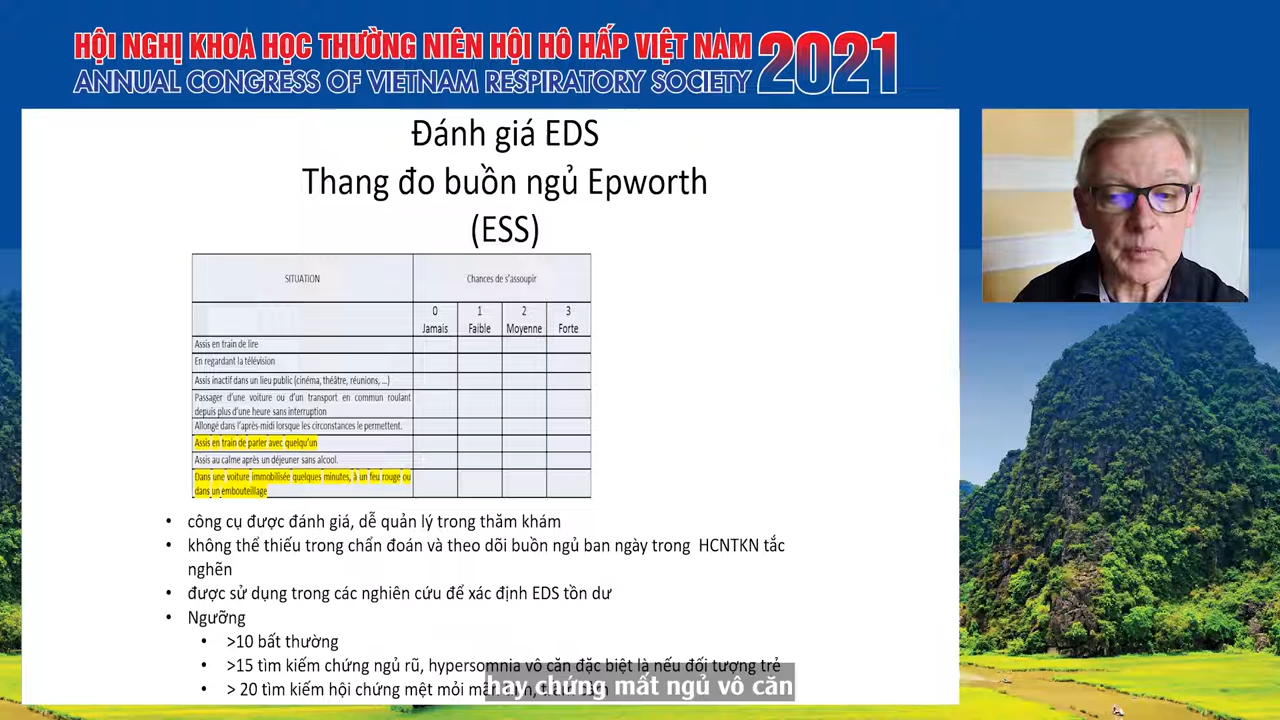 HỘI NGHỊ KHOA HỌC THƯỜNG NIÊN HỘI HÔ HẤP VIỆT NAM 2021
ANNUAL CONGRESS OF VIETNAM RESPIRATORY SOCIETY
Đánh giá EDS
Thang đo buồn ngủ Epworth
(ESS)
SITUATION Chances de s'assoupir
0 1 2 3
Jamais Faible Moyenne Forte
Assis en train de lire
En regardant la télévision
Assis inactif dans un lieu public (cinéma, théâtre, réunions, ...)
Passager d'une voiture ou d'un transport en commun roulant
depuis plus d'une heure sans interruption
Allongé dans l'après-midi lorsque les circonstances le permettent.
Assis en train de parler avec quelqu'un
Assis au calme après un déjeuner sans alcool.
Dans une voiture immobilisée quelques minutes, à un feu rouge ou
dans un embouteillage
• công cụ được đánh giá, dễ quản lý trong thăm khám
• không thể thiếu trong chẩn đoán và theo dõi buồn ngủ ban ngày trong HCNTKN tắc
nghẽn
• được sử dụng trong các nghiên cứu để xác định EDS tồn dư
• Ngưỡng
• >10 bất thường
• >15 tìm kiếm chứng ngủ rũ, hypersomnia vô căn đặc biệt là nếu đối tượng trẻ
• > 20 tìm kiếm hội chứng mệt mỏi
hay chứng mất ngủ vô căn